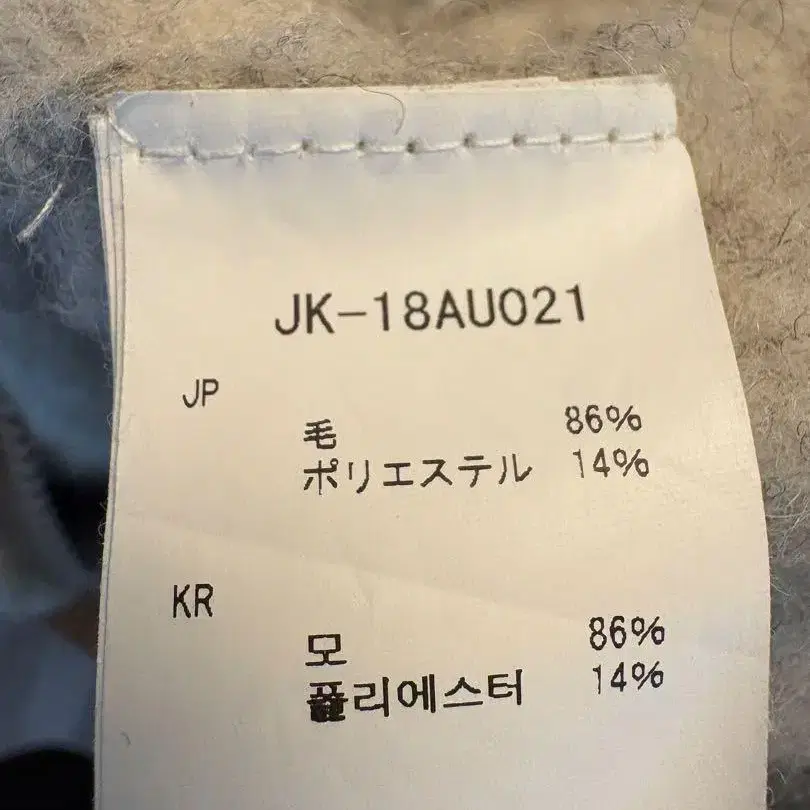 JK-18AU021
JP
毛 86%
ポリエステル 14%
KR
모 86%
폴리에스터 14%